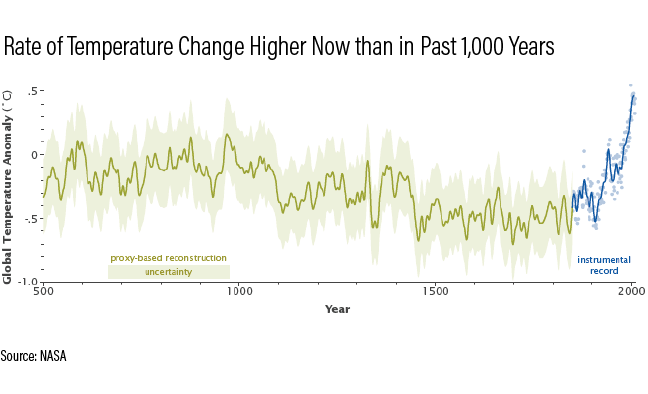 Rate of Temperature Change Higher Now than in Past 1,000 Years
Global Temperature Anomaly (°C)
.5
0
-.5
-1.0
proxy-based reconstruction
uncertainty
instrumental
record
500
1000
1500
2000
Year
Source: NASA